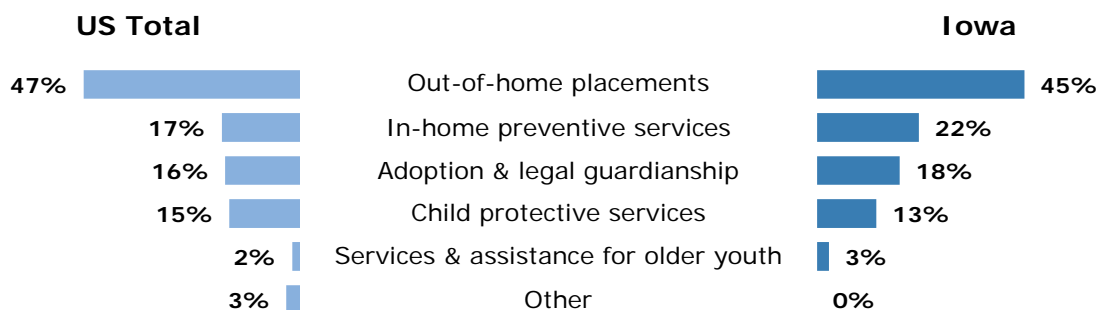 US Total Iowa
47% Out-of-home placements 45%
17% In-home preventive services 22%
16% Adoption & legal guardianship 18%
15% Child protective services 13%
2% Services & assistance for older youth 3%
3% Other 0%